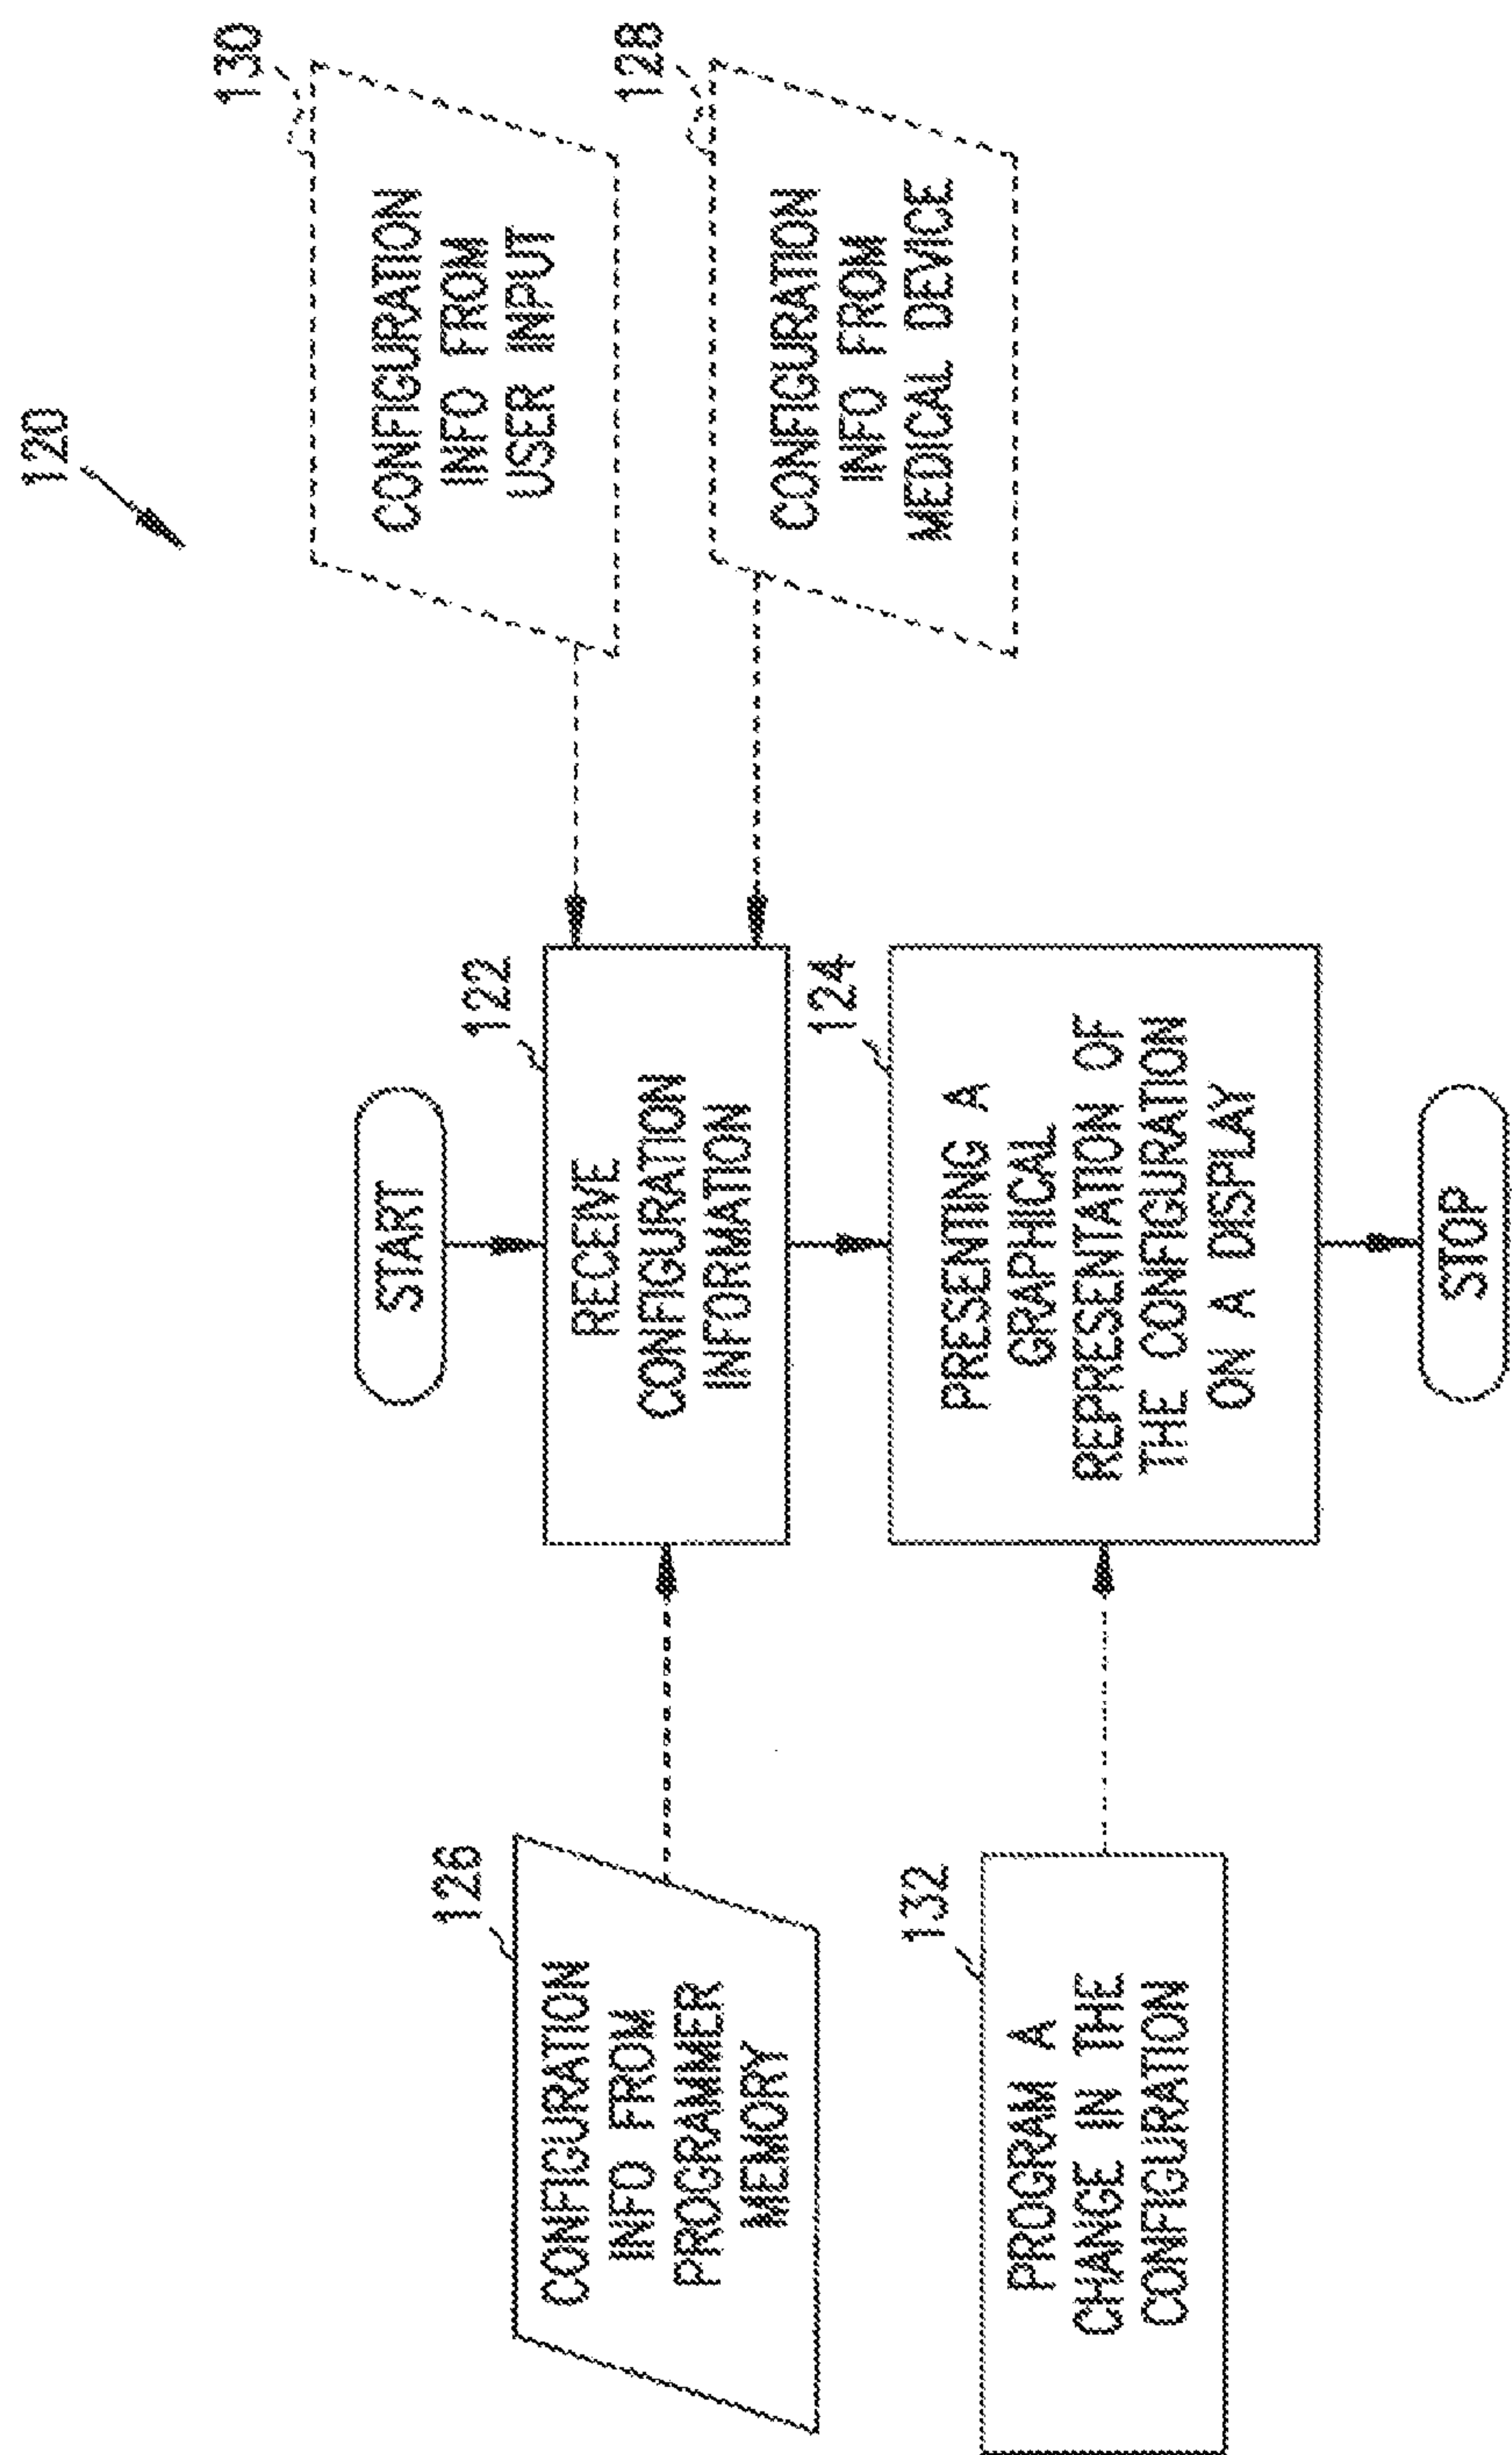 120
START
130
CONFIGURATION
INFO FROM
USER INPUT
126
CONFIGURATION
INFO FROM
PROGRAMMER
MEMORY
122
RECEIVE
CONFIGURATION
INFORMATION
128
CONFIGURATION
INFO FROM
MEDICAL DEVICE
132
PROGRAM A
CHANGE IN THE
CONFIGURATION
124
PRESENTING A
GRAPHICAL
REPRESENTATION OF
THE CONFIGURATION
ON A DISPLAY
STOP